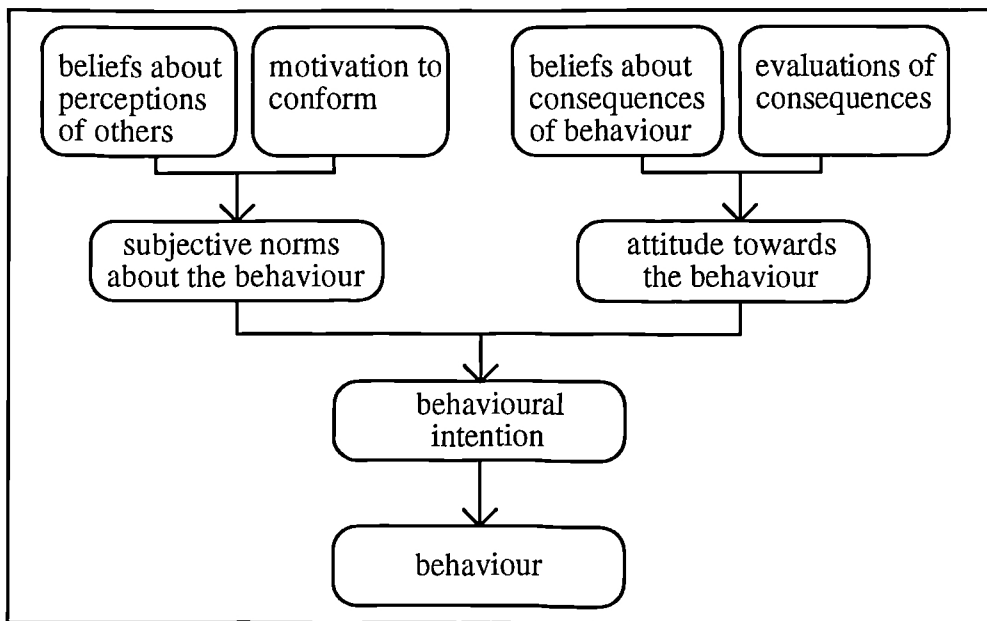 beliefs about
perceptions
of others
motivation to
conform
beliefs about
consequences
of behaviour
evaluations of
consequences
subjective norms
about the behaviour
attitude towards
the behaviour
behavioural
intention
behaviour